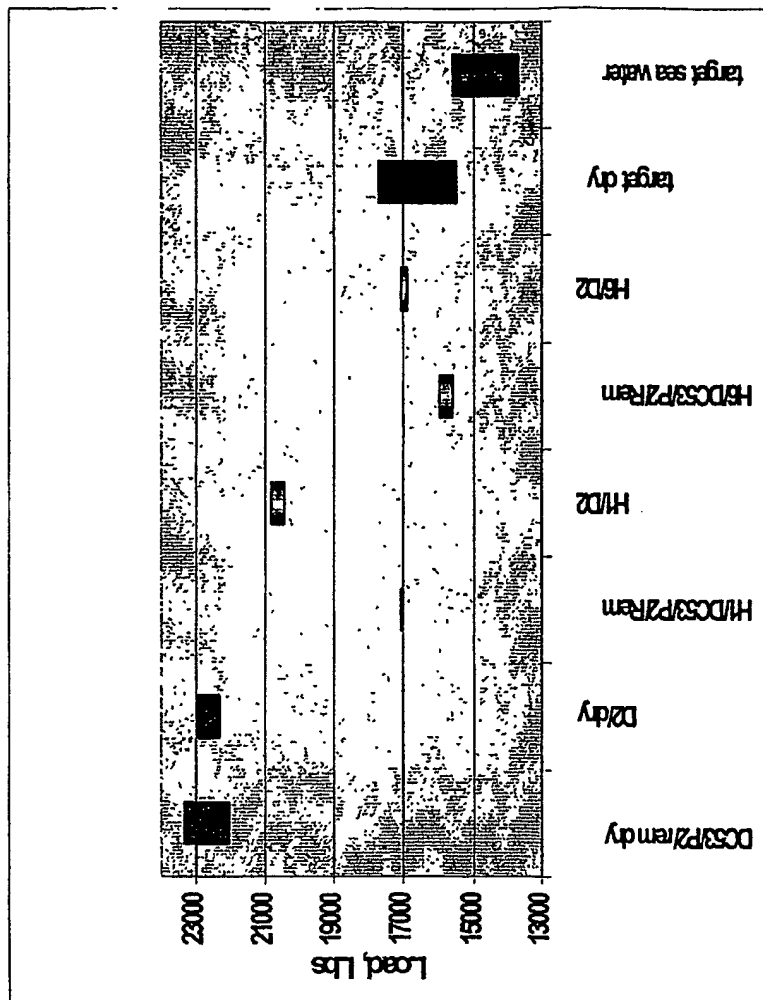 target sea water
target dry
H6/D2
H6/DC53/P2/Rem
H1/D2
H1/DC53/P2/Rem
D2/dry
DC53/P2/rem dry
23000
21000
19000
17000
15000
13000
Load, Lbs